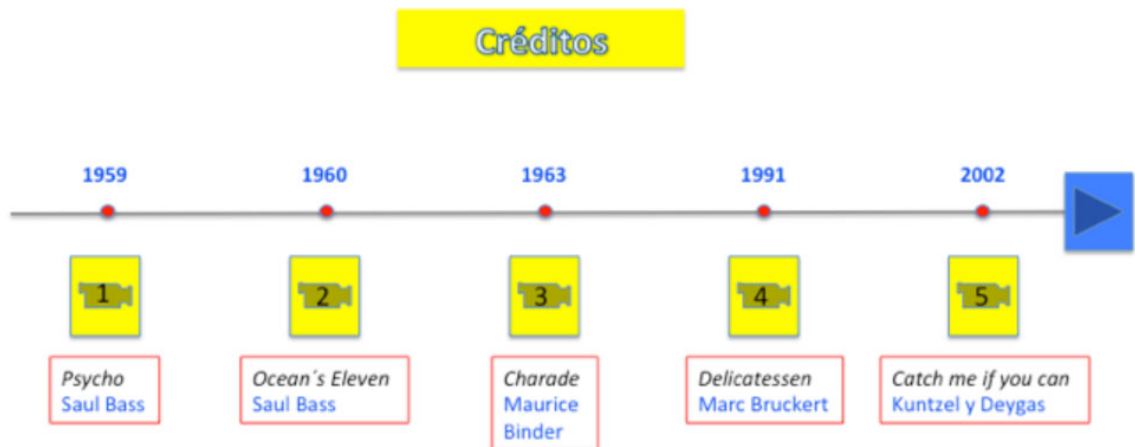 Créditos
1959
1960
1963
1991
2002
1
2
3
4
5
Psycho
Saul Bass
Ocean´s Eleven
Saul Bass
Charade
Maurice
Binder
Delicatessen
Marc Bruckert
Catch me if you can
Kuntzel y Deygas